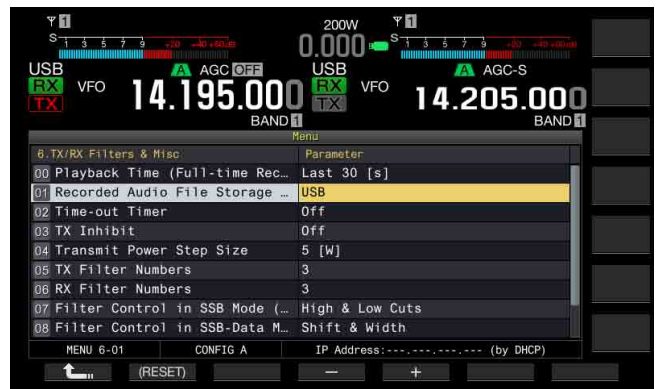 1
200W
1
S 1 3 5 7 9 +20 +40 +60dB
0.000
S 1 3 5 7 9 +20 +40 +60dB
USB
A AGC OFF
USB
A AGC-S
RX
VFO
RX
VFO
TX
14.195.000
TX
14.205.000
BAND 1
BAND 1
Menu
6.TX/RX Filters & Misc
Parameter
00 Playback Time (Full-time Rec…
Last 30 [s]
01 Recorded Audio File Storage …
USB
02 Time-out Timer
Off
03 TX Inhibit
Off
04 Transmit Power Step Size
5 [W]
05 TX Filter Numbers
3
06 RX Filter Numbers
3
07 Filter Control in SSB Mode (…
High & Low Cuts
08 Filter Control in SSB-Data M…
Shift & Width
MENU 6-01
CONFIG A
IP Address:---.---.---.--- (by DHCP)
(RESET)
−
+